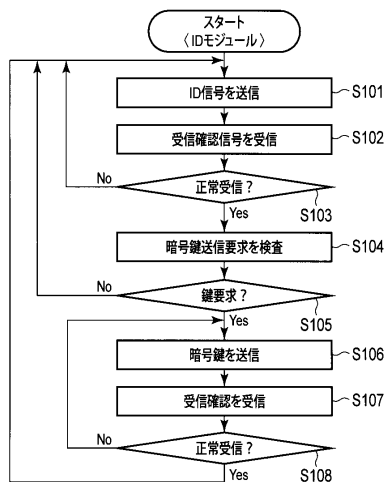 スタート
〈IDモジュール〉
ID信号を送信
S101
受信確認信号を受信
S102
No
正常受信?
S103
Yes
暗号鍵送信要求を検査
S104
No
鍵要求?
S105
Yes
暗号鍵を送信
S106
受信確認を受信
S107
No
正常受信?
S108
Yes